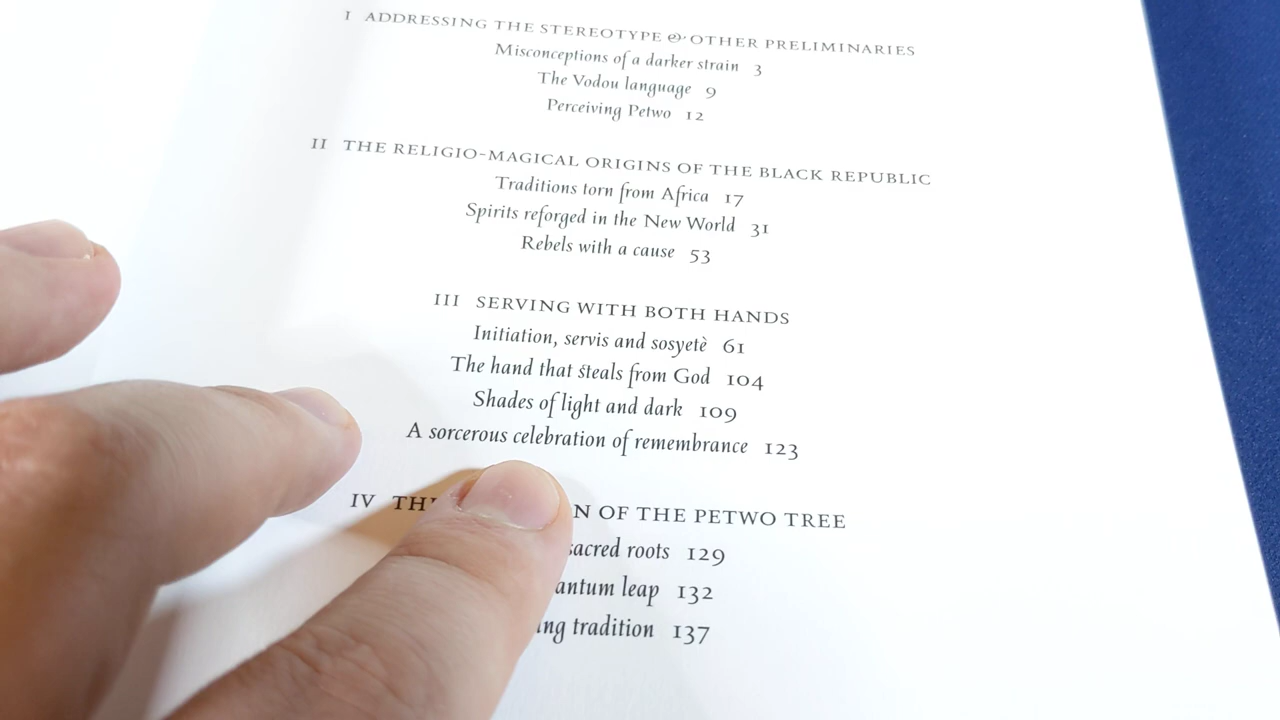 I ADDRESSING THE STEREOTYPE & OTHER PRELIMINARIES
Misconceptions of a darker strain 3
The Vodou language 9
Perceiving Petwo 12
II THE RELIGIO-MAGICAL ORIGINS OF THE BLACK REPUBLIC
Traditions torn from Africa 17
Spirits reforged in the New World 31
Rebels with a cause 53
III SERVING WITH BOTH HANDS
Initiation, servis and sosyetè 61
The hand that steals from God 104
Shades of light and dark 109
A sorcerous celebration of remembrance 123
IV OF THE PETWO TREE
sacred roots 129
leap 132
tradition 137